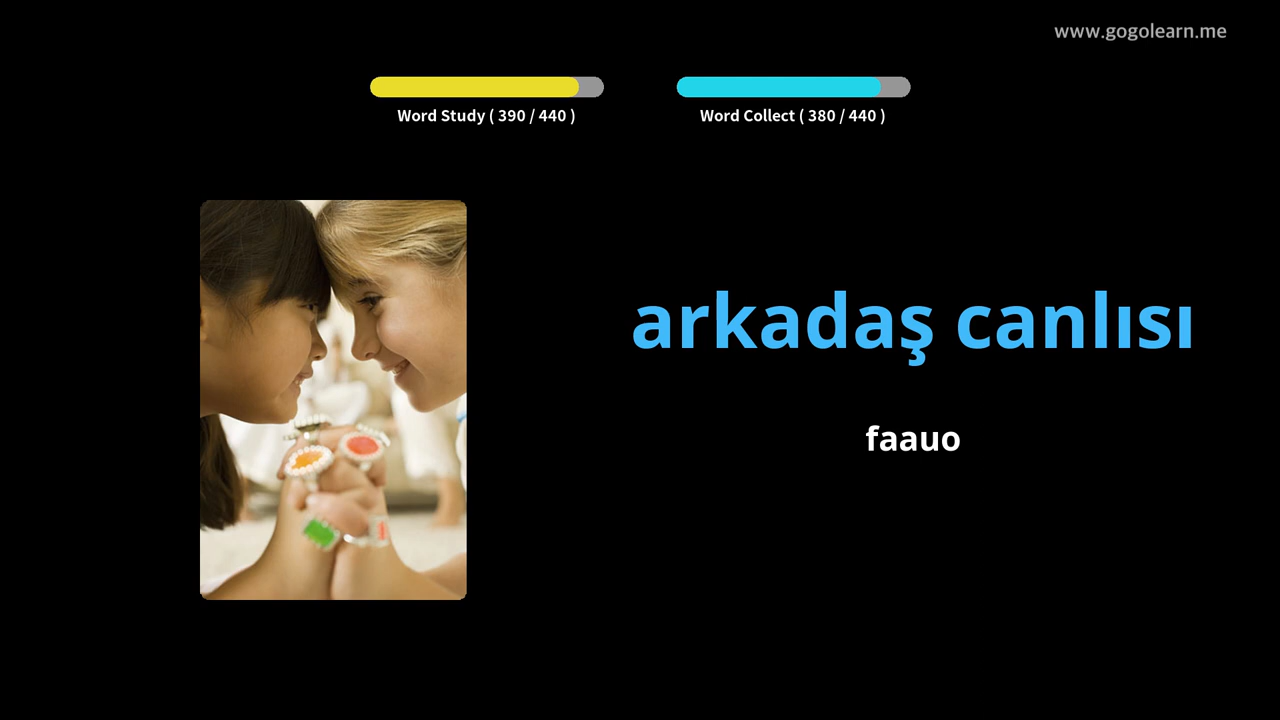 www.gogolearn.me
Word Study ( 390 / 440 )
Word Collect ( 380 / 440 )
arkadaş canlısı
faauo